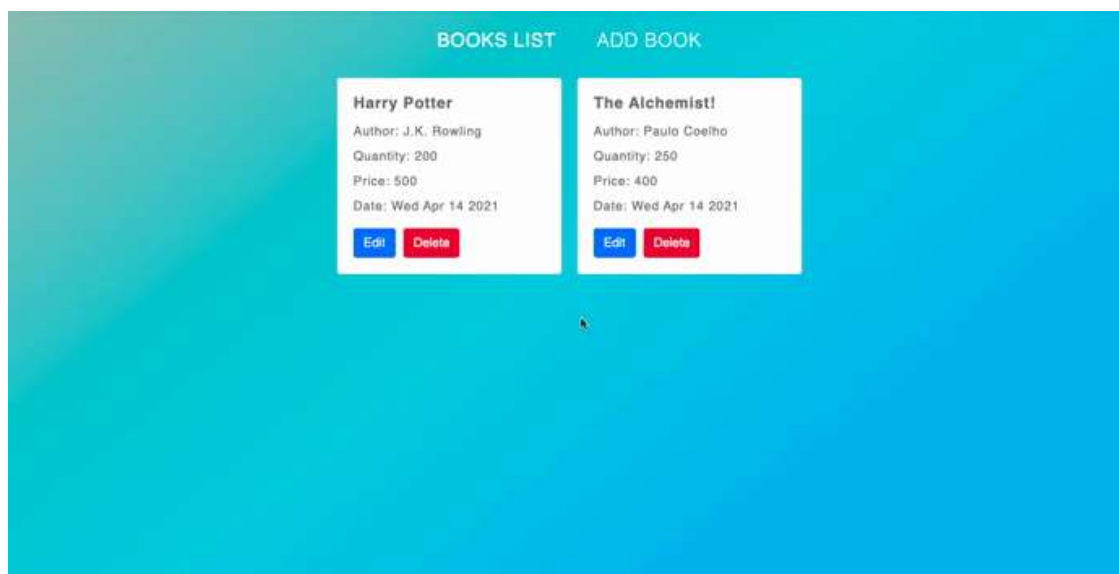 BOOKS LIST ADD BOOK
Harry Potter
Author: J.K. Rowling
Quantity: 200
Price: 500
Date: Wed Apr 14 2021
Edit Delete
The Alchemist!
Author: Paulo Coelho
Quantity: 250
Price: 400
Date: Wed Apr 14 2021
Edit Delete